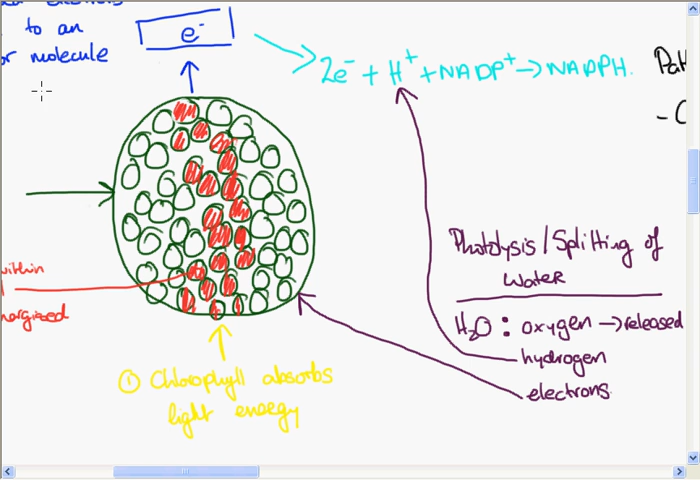 to an
or molecule
e⁻
2e⁻ + H⁺ + NADP⁺ → NADPH.
Photolysis / Splitting of
Water
H₂O : oxygen → released
hydrogen
electrons
within
① Chlorophyll absorbs
light energy